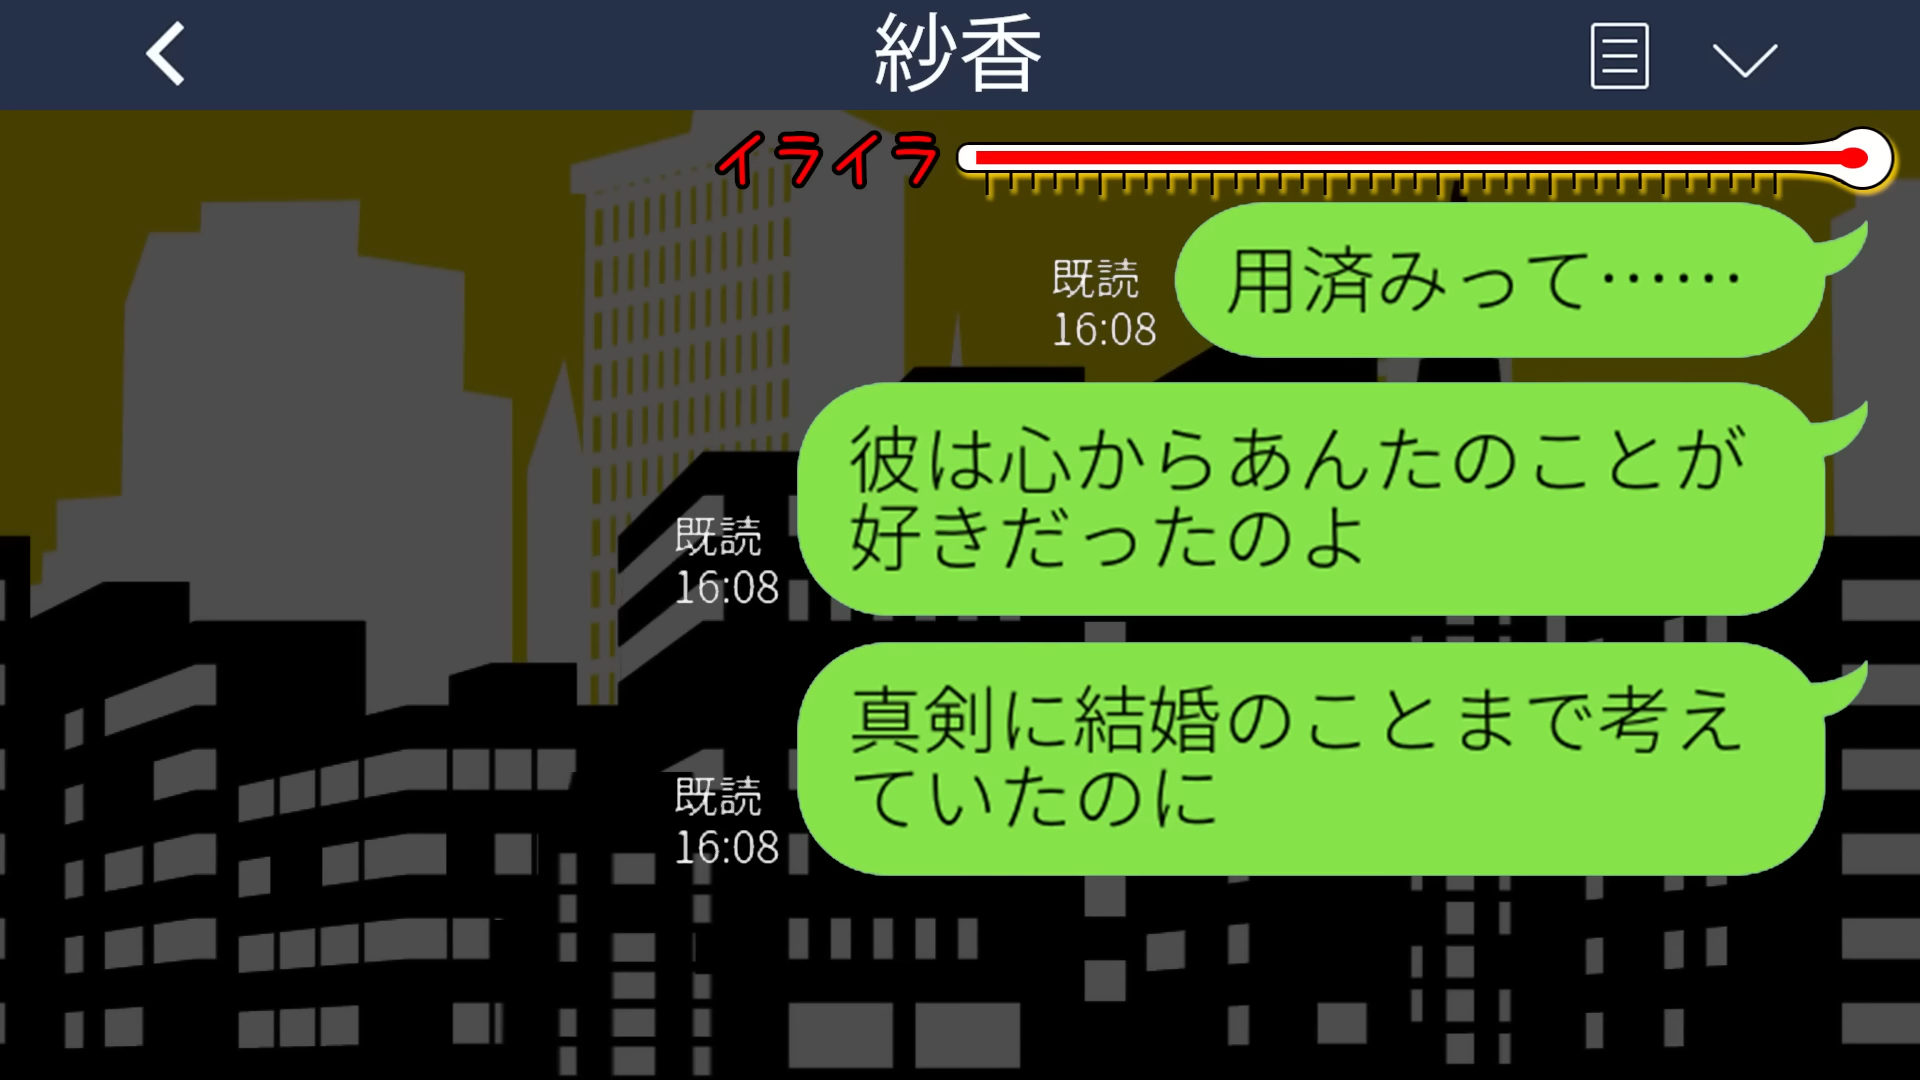 紗香
イライラ
用済みって……
既読
16:08
彼は心からあんたのことが
好きだったのよ
既読
16:08
真剣に結婚のことまで考え
ていたのに
既読
16:08